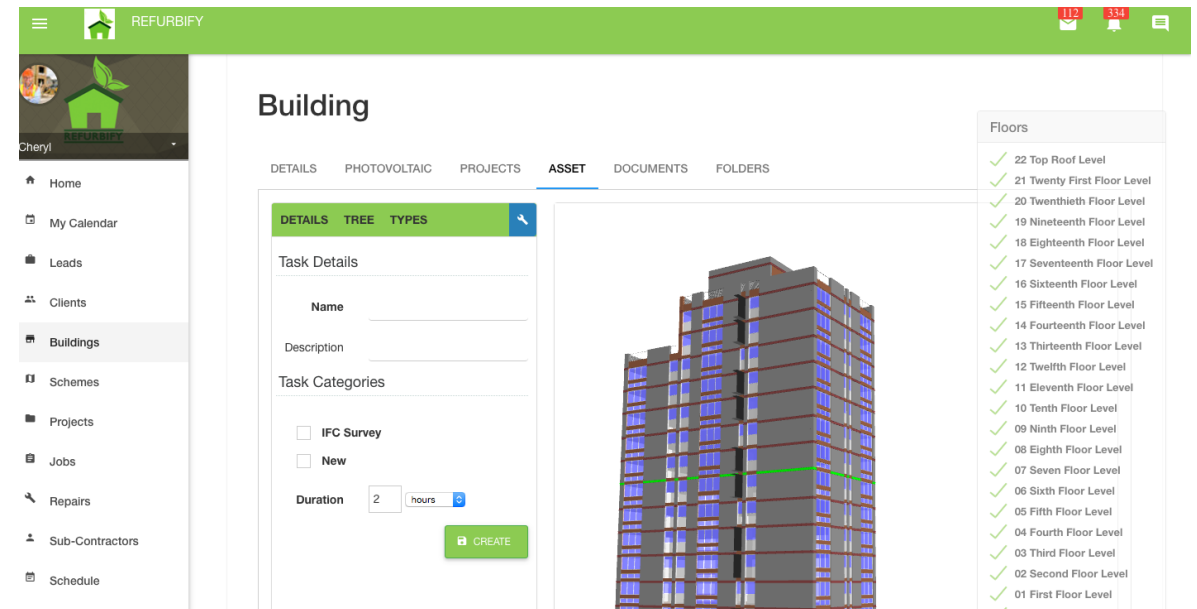 REFURBIFY
112
334
REFURBIFY
Cheryl
Home
My Calendar
Leads
Clients
Buildings
Schemes
Projects
Jobs
Repairs
Sub-Contractors
Schedule
Building
DETAILS PHOTOVOLTAIC PROJECTS ASSET DOCUMENTS FOLDERS
DETAILS TREE TYPES
Task Details
Name
Description
Task Categories
IFC Survey
New
Duration 2 hours
CREATE
Floors
22 Top Roof Level
21 Twenty First Floor Level
20 Twenthieth Floor Level
19 Nineteenth Floor Level
18 Eighteenth Floor Level
17 Seventeenth Floor Level
16 Sixteenth Floor Level
15 Fifteenth Floor Level
14 Fourteenth Floor Level
13 Thirteenth Floor Level
12 Twelfth Floor Level
11 Eleventh Floor Level
10 Tenth Floor Level
09 Ninth Floor Level
08 Eighth Floor Level
07 Seven Floor Level
06 Sixth Floor Level
05 Fifth Floor Level
04 Fourth Floor Level
03 Third Floor Level
02 Second Floor Level
01 First Floor Level